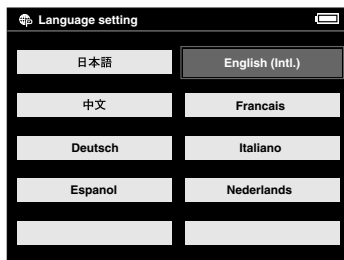 Language setting
日本語
English (Intl.)
中文
Francais
Deutsch
Italiano
Espanol
Nederlands